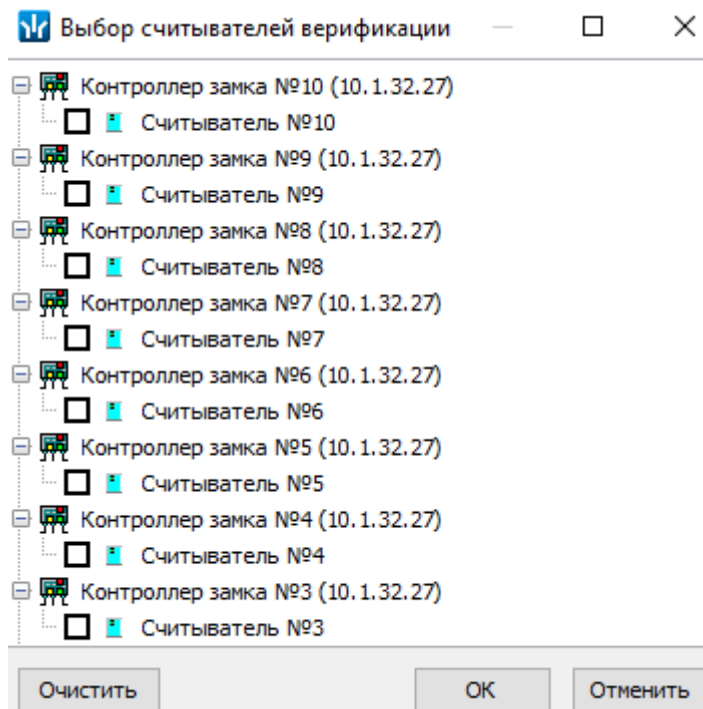 Выбор считывателей верификации
Контроллер замка №10 (10.1.32.27)
Считыватель №10
Контроллер замка №9 (10.1.32.27)
Считыватель №9
Контроллер замка №8 (10.1.32.27)
Считыватель №8
Контроллер замка №7 (10.1.32.27)
Считыватель №7
Контроллер замка №6 (10.1.32.27)
Считыватель №6
Контроллер замка №5 (10.1.32.27)
Считыватель №5
Контроллер замка №4 (10.1.32.27)
Считыватель №4
Контроллер замка №3 (10.1.32.27)
Считыватель №3
Очистить ОК Отменить